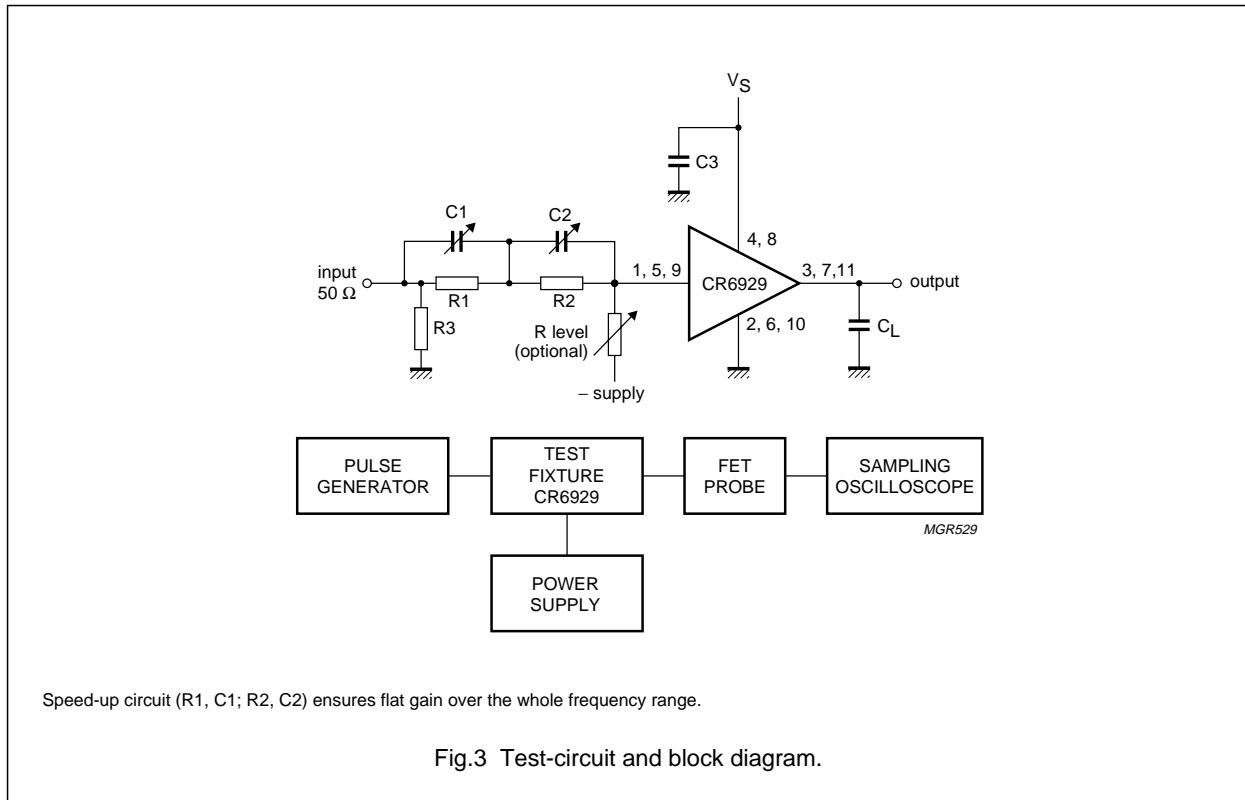 VS
C3
C1
C2
4, 8
1, 5, 9
3, 7,11
input
50 Ω
CR6929
output
R1
R2
R3
2, 6, 10
CL
R level
(optional)
– supply
PULSE
GENERATOR
TEST
FIXTURE
CR6929
FET
PROBE
SAMPLING
OSCILLOSCOPE
MGR529
POWER
SUPPLY
Speed-up circuit (R1, C1; R2, C2) ensures flat gain over the whole frequency range.
Fig.3 Test-circuit and block diagram.